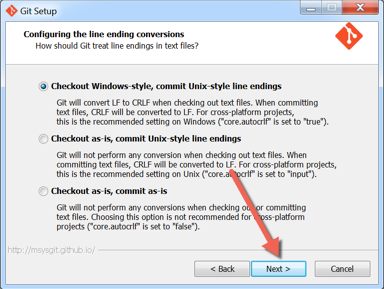 Git Setup
Configuring the line ending conversions
How should Git treat line endings in text files?
Checkout Windows-style, commit Unix-style line endings
Git will convert LF to CRLF when checking out text files. When committing
text files, CRLF will be converted to LF. For cross-platform projects,
this is the recommended setting on Windows ("core.autocrlf" is set to "true").
Checkout as-is, commit Unix-style line endings
Git will not perform any conversion when checking out text files. When
committing text files, CRLF will be converted to LF. For cross-platform projects,
this is the recommended setting on Unix ("core.autocrlf" is set to "input").
Checkout as-is, commit as-is
Git will not perform any conversions when checking out or committing
text files. Choosing this option is not recommended for cross-platform
projects ("core.autocrlf" is set to "false").
http://msysgit.github.io/
< Back
Next >
Cancel